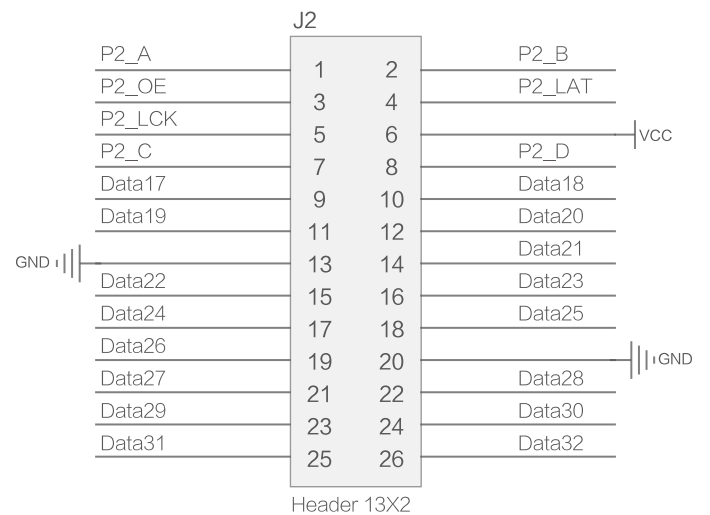 J2
P2_A 1 2 P2_B
P2_OE 3 4 P2_LAT
P2_LCK 5 6 VCC
P2_C 7 8 P2_D
Data17 9 10 Data18
Data19 11 12 Data20
GND 13 14 Data21
Data22 15 16 Data23
Data24 17 18 Data25
Data26 19 20 GND
Data27 21 22 Data28
Data29 23 24 Data30
Data31 25 26 Data32
Header 13X2